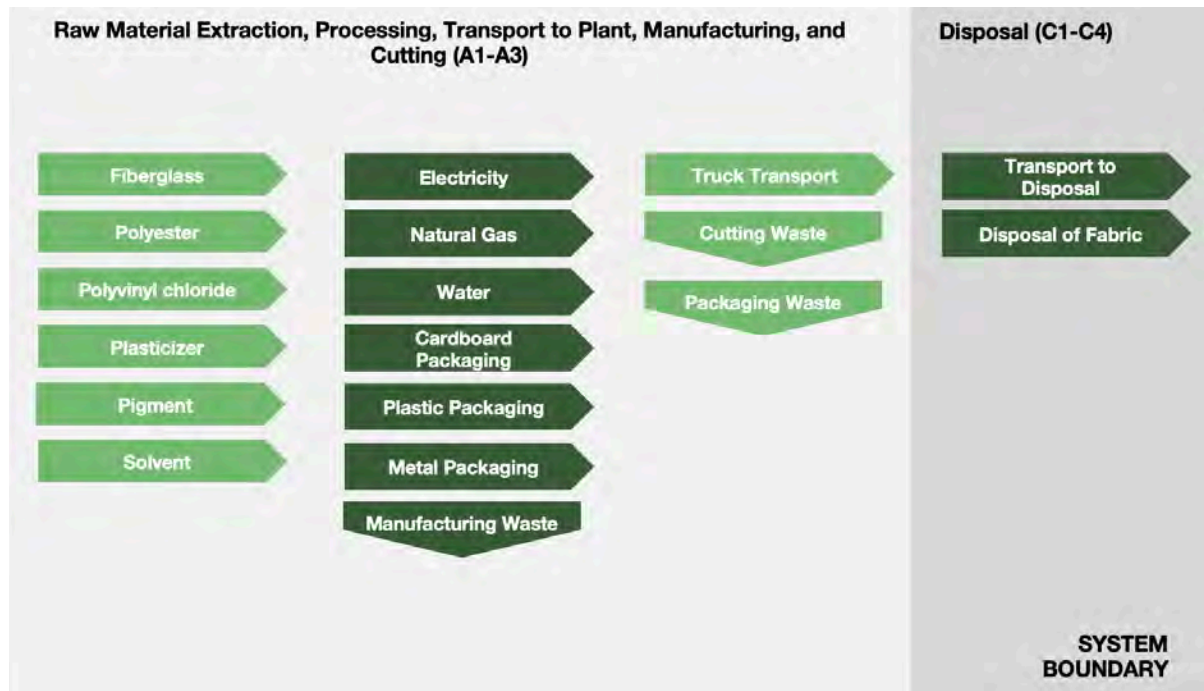 Raw Material Extraction, Processing, Transport to Plant, Manufacturing, and
Cutting (A1-A3)
Disposal (C1-C4)
Fiberglass
Polyester
Polyvinyl chloride
Plasticizer
Pigment
Solvent
Electricity
Natural Gas
Water
Cardboard
Packaging
Plastic Packaging
Metal Packaging
Manufacturing Waste
Truck Transport
Cutting Waste
Packaging Waste
Transport to
Disposal
Disposal of Fabric
SYSTEM
BOUNDARY